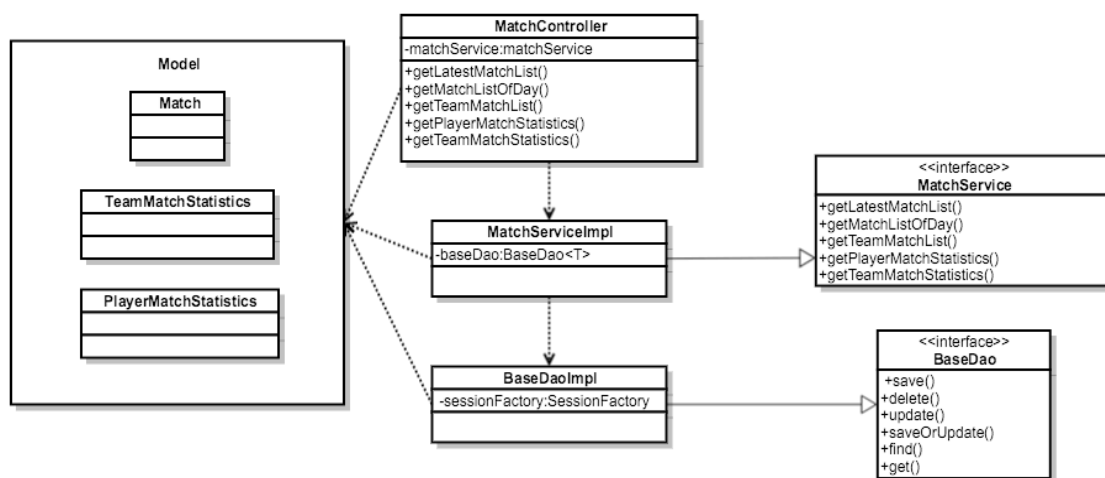 Model
Match
TeamMatchStatistics
PlayerMatchStatistics
MatchController
-matchService:matchService
+getLatestMatchList()
+getMatchListOfDay()
+getTeamMatchList()
+getPlayerMatchStatistics()
+getTeamMatchStatistics()
MatchServiceImpl
-baseDao:BaseDao<T>
BaseDaoImpl
-sessionFactory:SessionFactory
<<interface>>
MatchService
+getLatestMatchList()
+getMatchListOfDay()
+getTeamMatchList()
+getPlayerMatchStatistics()
+getTeamMatchStatistics()
<<interface>>
BaseDao
+save()
+delete()
+update()
+saveOrUpdate()
+find()
+get()